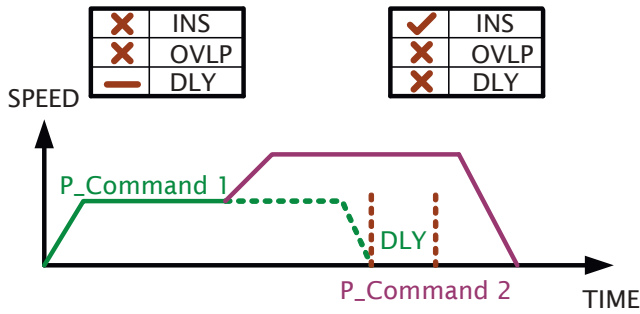 INS
OVLP
DLY
INS
OVLP
DLY
SPEED
P_Command 1
DLY
P_Command 2
TIME